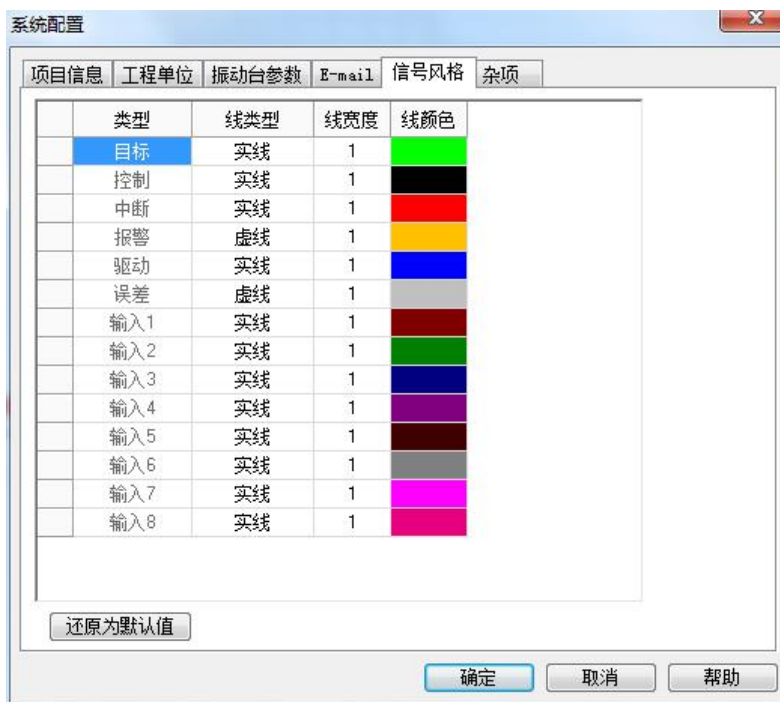 系统配置
项目信息 工程单位 振动台参数 E-mail 信号风格 杂项
类型 线类型 线宽度 线颜色
目标 实线 1
控制 实线 1
中断 实线 1
报警 虚线 1
驱动 实线 1
误差 虚线 1
输入1 实线 1
输入2 实线 1
输入3 实线 1
输入4 实线 1
输入5 实线 1
输入6 实线 1
输入7 实线 1
输入8 实线 1
还原为默认值
确定 取消 帮助